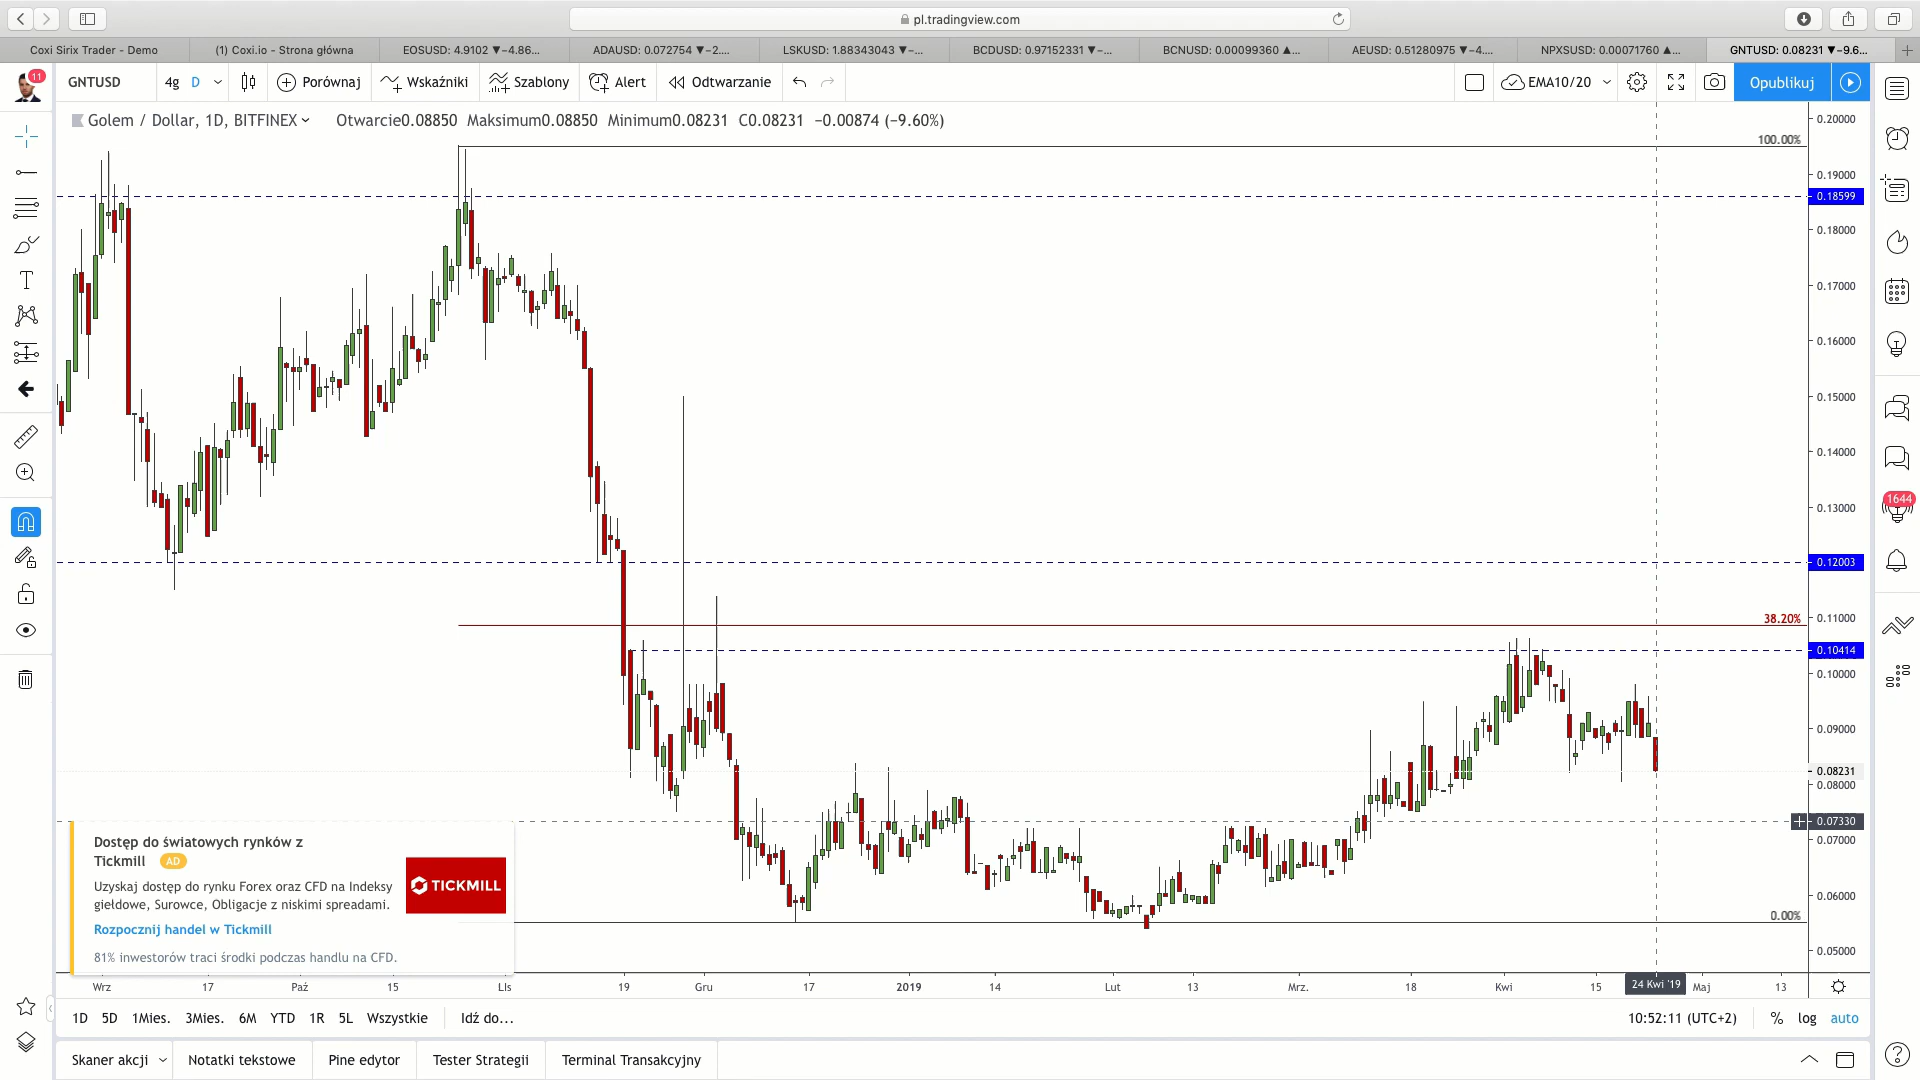 pl.tradingview.com
Coxi Sirix Trader - Demo
(1) Coxi.io - Strona główna
EOSUSD: 4.9102 ▼−4.86...
ADAUSD: 0.072754 ▼−2....
LSKUSD: 1.88343043 ▼−...
BCDUSD: 0.97152331 ▼−...
BCNUSD: 0.00099360 ▲...
AEUSD: 0.51280975 ▼−4....
NPXSUSD: 0.00071760 ▲...
GNTUSD: 0.08231 ▼−9.6...
11
GNTUSD
4g
D
Porównaj
Wskaźniki
Szablony
Alert
Odtwarzanie
EMA10/20
Opublikuj
Golem / Dollar, 1D, BITFINEX
Otwarcie0.08850 Maksimum0.08850 Minimum0.08231 C0.08231 −0.00874 (−9.60%)
0.20000
100.00%
0.19000
0.18599
0.18000
0.17000
0.16000
0.15000
0.14000
0.13000
0.12003
0.11000
38.20%
0.10414
0.10000
0.09000
0.08231
0.08000
0.07330
0.07000
0.06000
0.00%
0.05000
1644
Dostęp do światowych rynków z
Tickmill AD
Uzyskaj dostęp do rynku Forex oraz CFD na Indeksy
giełdowe, Surowce, Obligacje z niskimi spreadami.
Rozpocznij handel w Tickmill
81% inwestorów traci środki podczas handlu na CFD.
TICKMILL
Wrz 17 Paź 15 Lis 19 Gru 17 2019 14 Lut 13 Mrz. 18 Kwi 15 24 Kwi '19 Maj 13
1D 5D 1Mies. 3Mies. 6M YTD 1R 5L Wszystkie Idź do...
10:52:11 (UTC+2) % log auto
Skaner akcji Notatki tekstowe Pine edytor Tester Strategii Terminal Transakcyjny